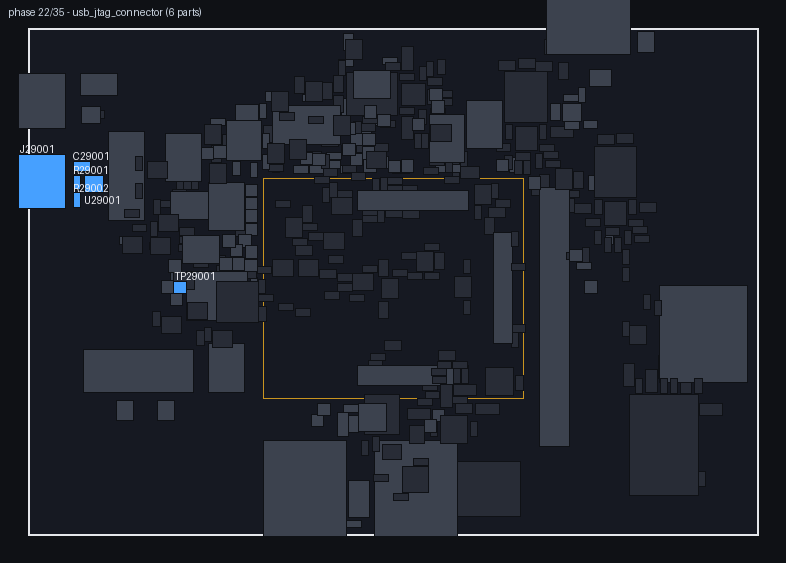 phase 22/35 - usb_jtag_connector (6 parts)
J29001
C29001
R29001
R29002
U29001
TP29001